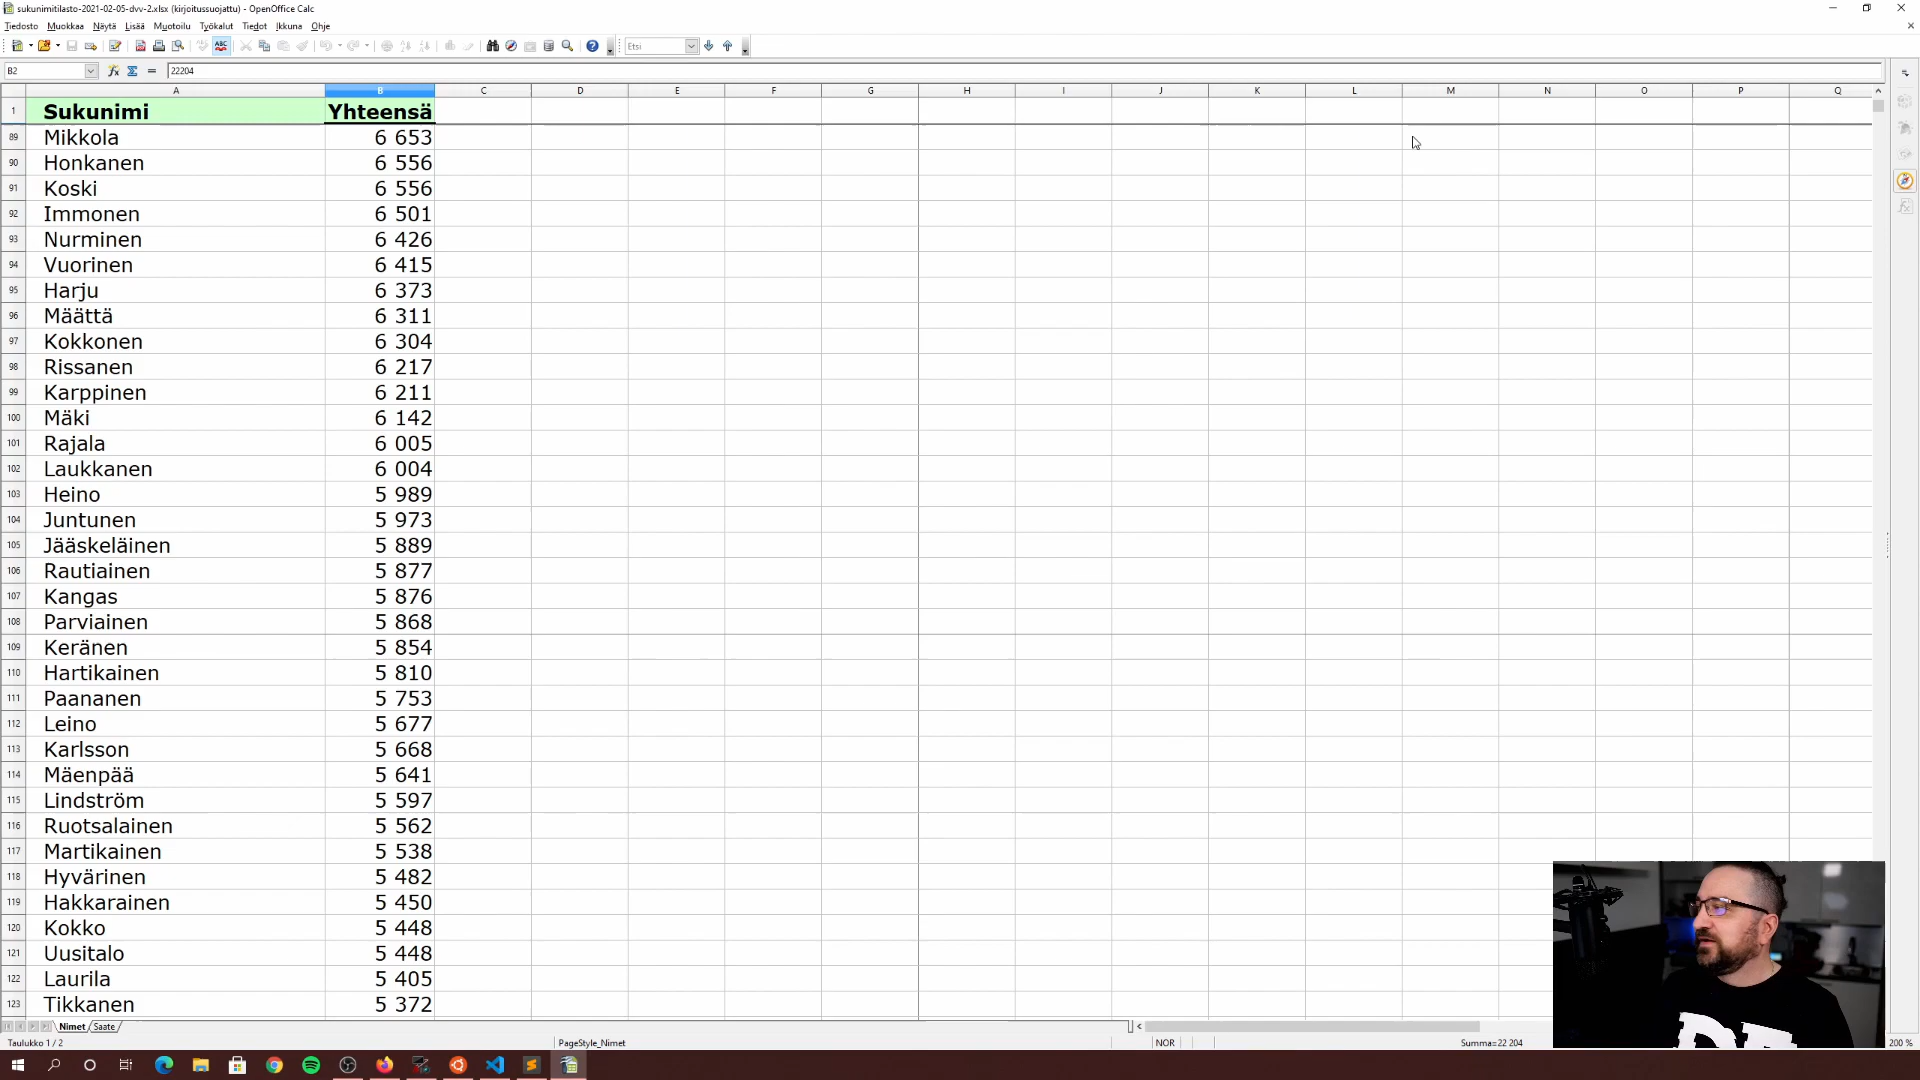 sukunimitilasto-2021-02-05-dvv-2.xlsx (kirjoitussuojattu) - OpenOffice Calc
Tiedosto Muokkaa Näytä Lisää Muotoilu Työkalut Tiedot Ikkuna Ohje
Etsi
B2 22204
A B C D E F G H I J K L M N O P Q
1 Sukunimi Yhteensä
89 Mikkola 6 653
90 Honkanen 6 556
91 Koski 6 556
92 Immonen 6 501
93 Nurminen 6 426
94 Vuorinen 6 415
95 Harju 6 373
96 Määttä 6 311
97 Kokkonen 6 304
98 Rissanen 6 217
99 Karppinen 6 211
100 Mäki 6 142
101 Rajala 6 005
102 Laukkanen 6 004
103 Heino 5 989
104 Juntunen 5 973
105 Jääskeläinen 5 889
106 Rautiainen 5 877
107 Kangas 5 876
108 Parviainen 5 868
109 Keränen 5 854
110 Hartikainen 5 810
111 Paananen 5 753
112 Leino 5 677
113 Karlsson 5 668
114 Mäenpää 5 641
115 Lindström 5 597
116 Ruotsalainen 5 562
117 Martikainen 5 538
118 Hyvärinen 5 482
119 Hakkarainen 5 450
120 Kokko 5 448
121 Uusitalo 5 448
122 Laurila 5 405
123 Tikkanen 5 372
Nimet Saate
Taulukko 1 / 2 PageStyle_Nimet NOR Summa=22 204 200 %